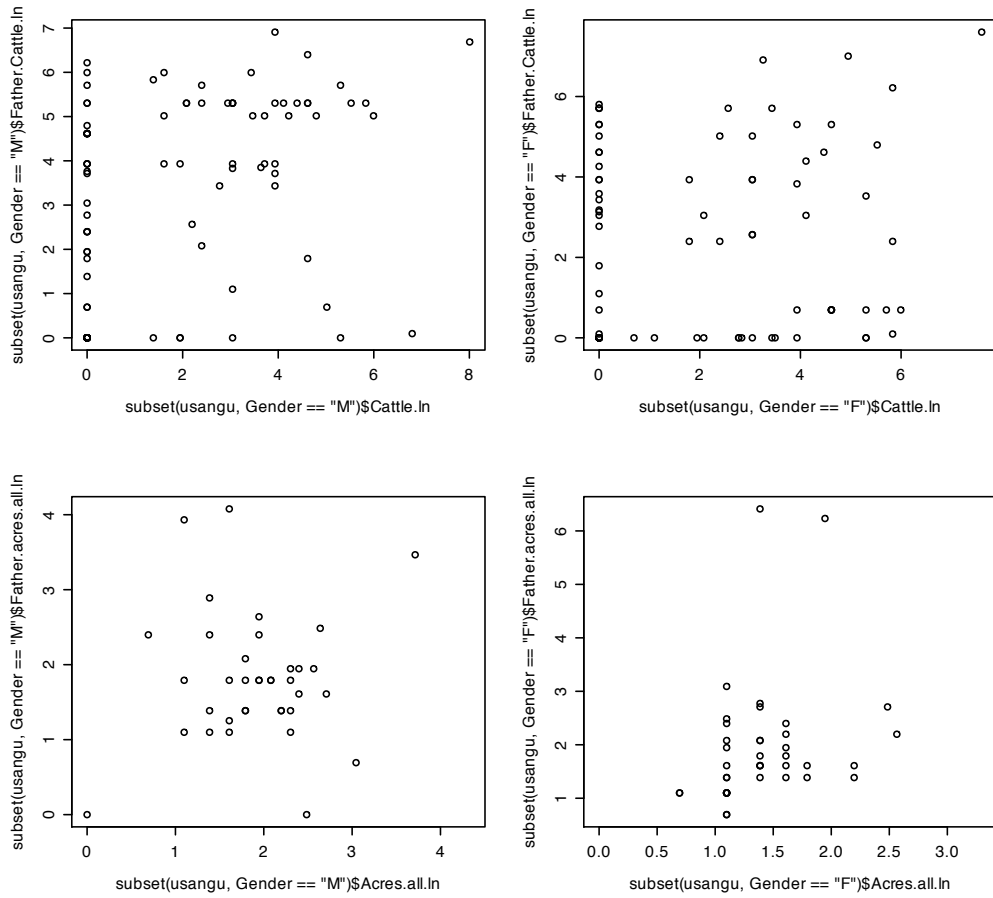 subset(usangu, Gender == "M")$Father.Cattle.ln
7
6
5
4
3
2
1
0
0 2 4 6 8
subset(usangu, Gender == "M")$Cattle.ln
subset(usangu, Gender == "F")$Father.Cattle.ln
6
4
2
0
0 2 4 6
subset(usangu, Gender == "F")$Cattle.ln
subset(usangu, Gender == "M")$Father.acres.all.ln
4
3
2
1
0
0 1 2 3 4
subset(usangu, Gender == "M")$Acres.all.ln
subset(usangu, Gender == "F")$Father.acres.all.ln
6
5
4
3
2
1
0.0 0.5 1.0 1.5 2.0 2.5 3.0
subset(usangu, Gender == "F")$Acres.all.ln